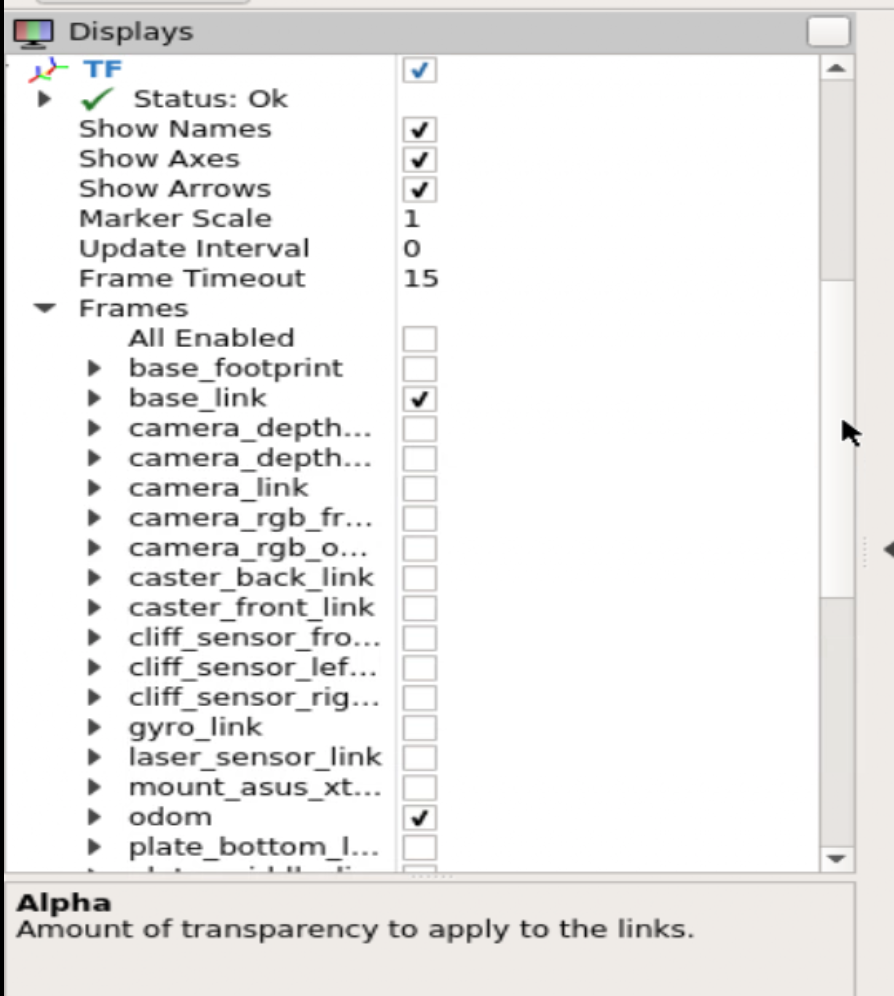 Displays
TF
Status: Ok
Show Names
Show Axes
Show Arrows
Marker Scale 1
Update Interval 0
Frame Timeout 15
Frames
All Enabled
base_footprint
base_link
camera_depth...
camera_depth...
camera_link
camera_rgb_fr...
camera_rgb_o...
caster_back_link
caster_front_link
cliff_sensor_fro...
cliff_sensor_lef...
cliff_sensor_rig...
gyro_link
laser_sensor_link
mount_asus_xt...
odom
plate_bottom_l...
Alpha
Amount of transparency to apply to the links.